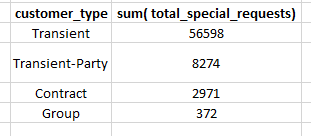 customer_type sum( total_special_requests)
Transient 56598
Transient-Party 8274
Contract 2971
Group 372